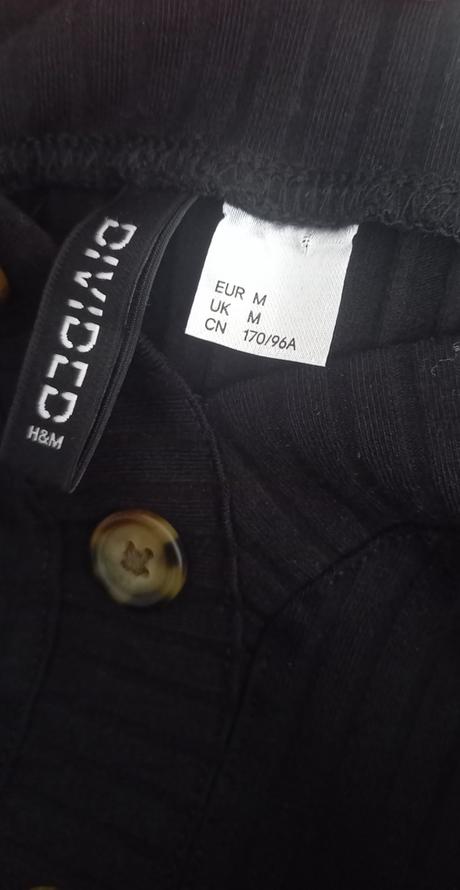 DIVIDED
H&M
EUR M
UK M
CN 170/96A